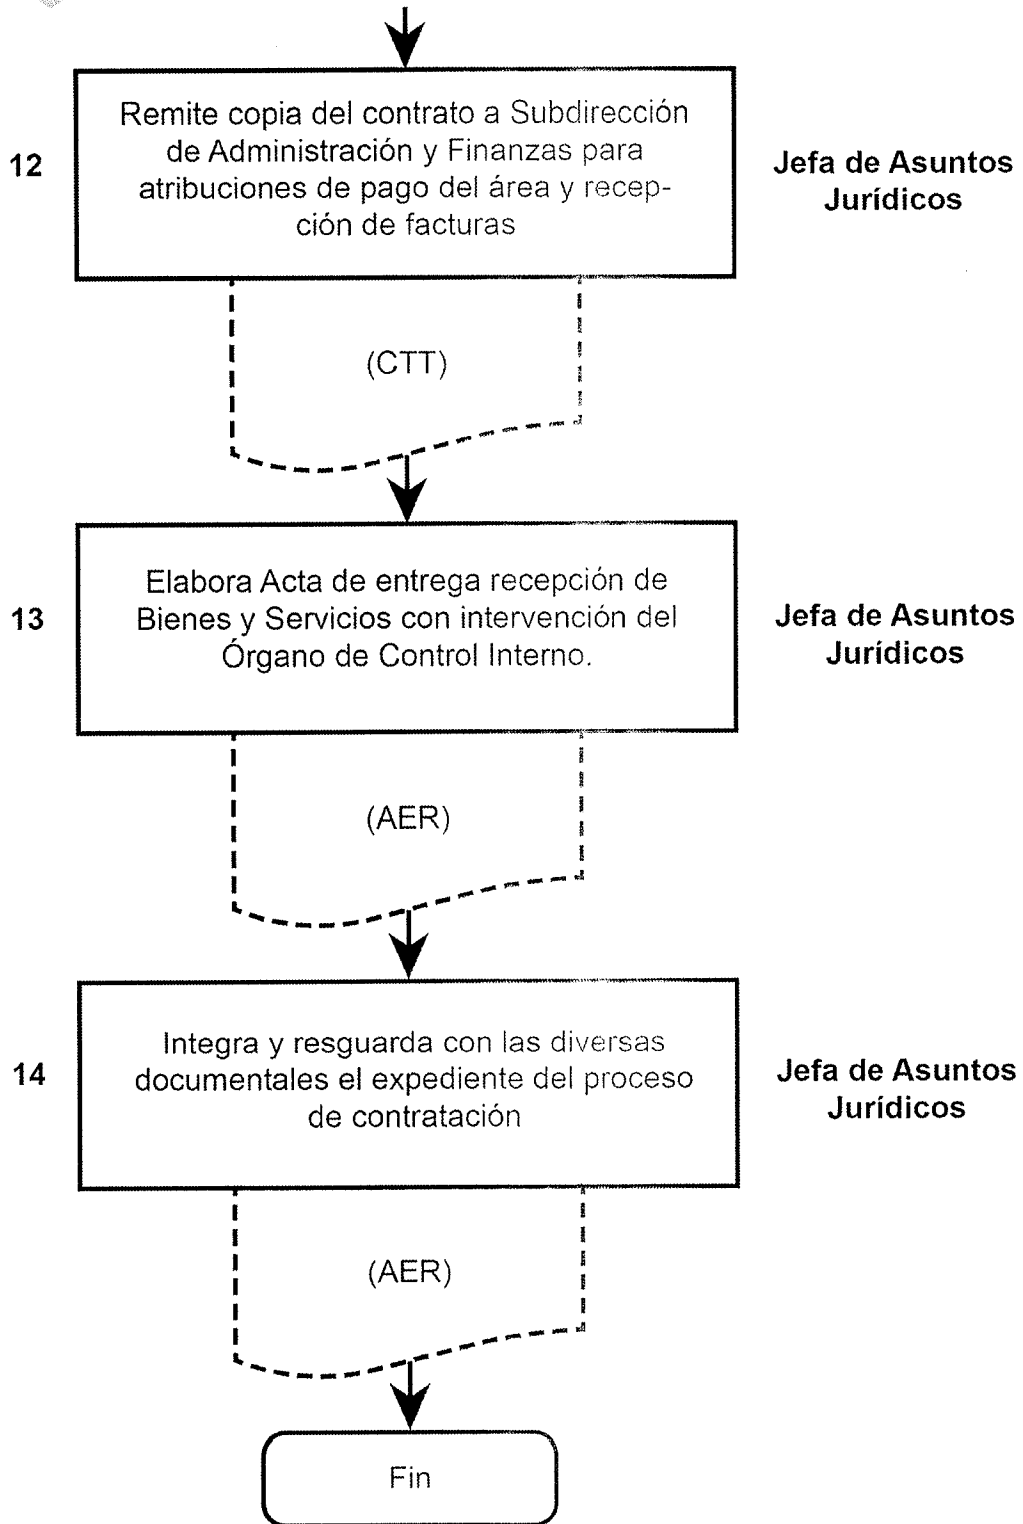 Remite copia del contrato a Subdirección
de Administración y Finanzas para
atribuciones de pago del área y recep-
ción de facturas
12
Jefa de Asuntos
Jurídicos
(CTT)
Elabora Acta de entrega recepción de
Bienes y Servicios con intervención del
Órgano de Control Interno.
13
Jefa de Asuntos
Jurídicos
(AER)
Integra y resguarda con las diversas
documentales el expediente del proceso
de contratación
14
Jefa de Asuntos
Jurídicos
(AER)
Fin